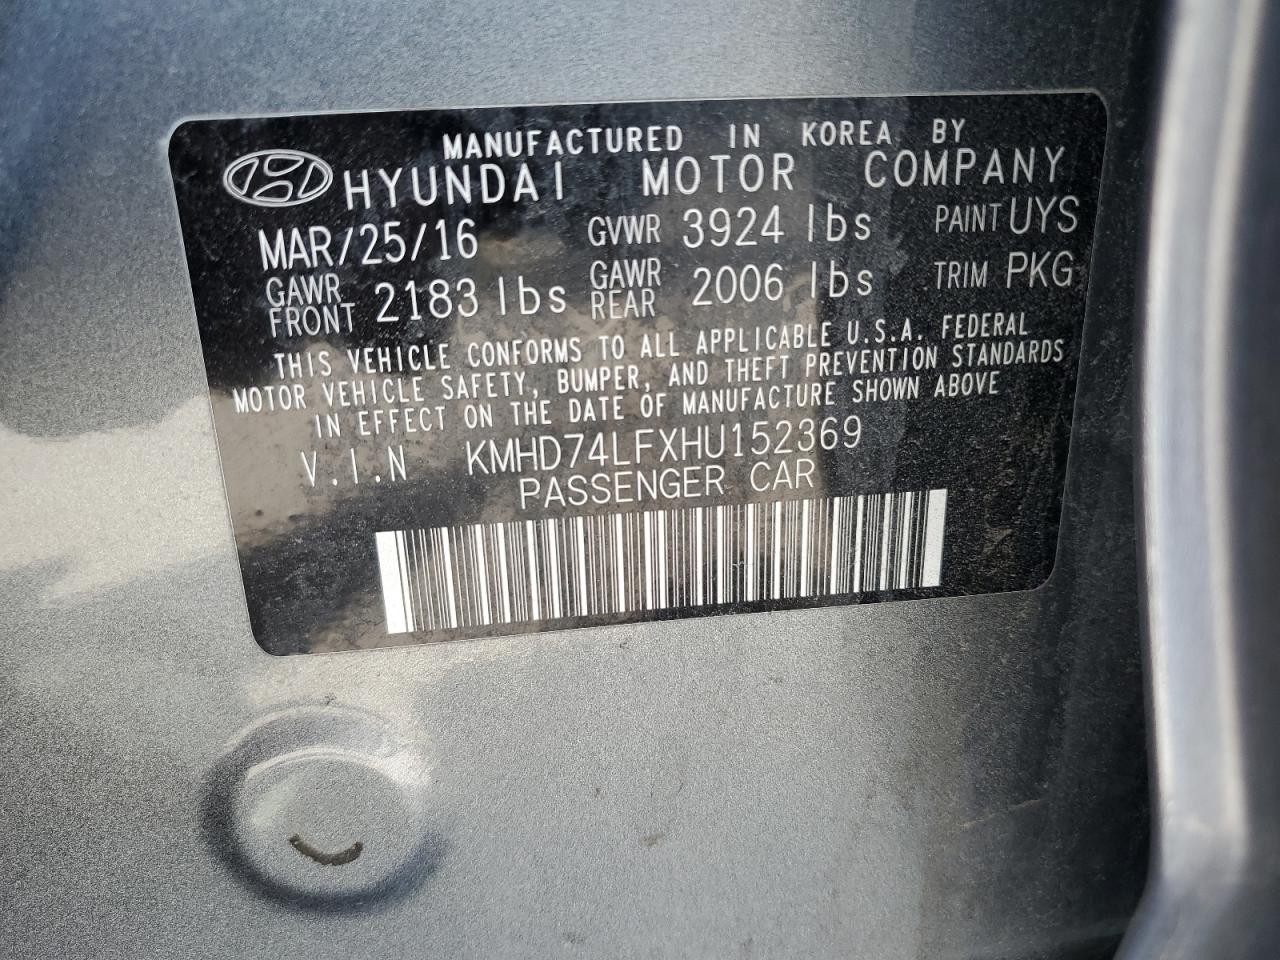 MANUFACTURED IN KOREA BY
HYUNDAI MOTOR COMPANY
MAR/25/16 GVWR 3924 lbs PAINT UYS
GAWR FRONT 2183 lbs GAWR REAR 2006 lbs TRIM PKG
THIS VEHICLE CONFORMS TO ALL APPLICABLE U.S.A. FEDERAL
MOTOR VEHICLE SAFETY, BUMPER, AND THEFT PREVENTION STANDARDS
IN EFFECT ON THE DATE OF MANUFACTURE SHOWN ABOVE
V.I.N KMHD74LFXHU152369
PASSENGER CAR